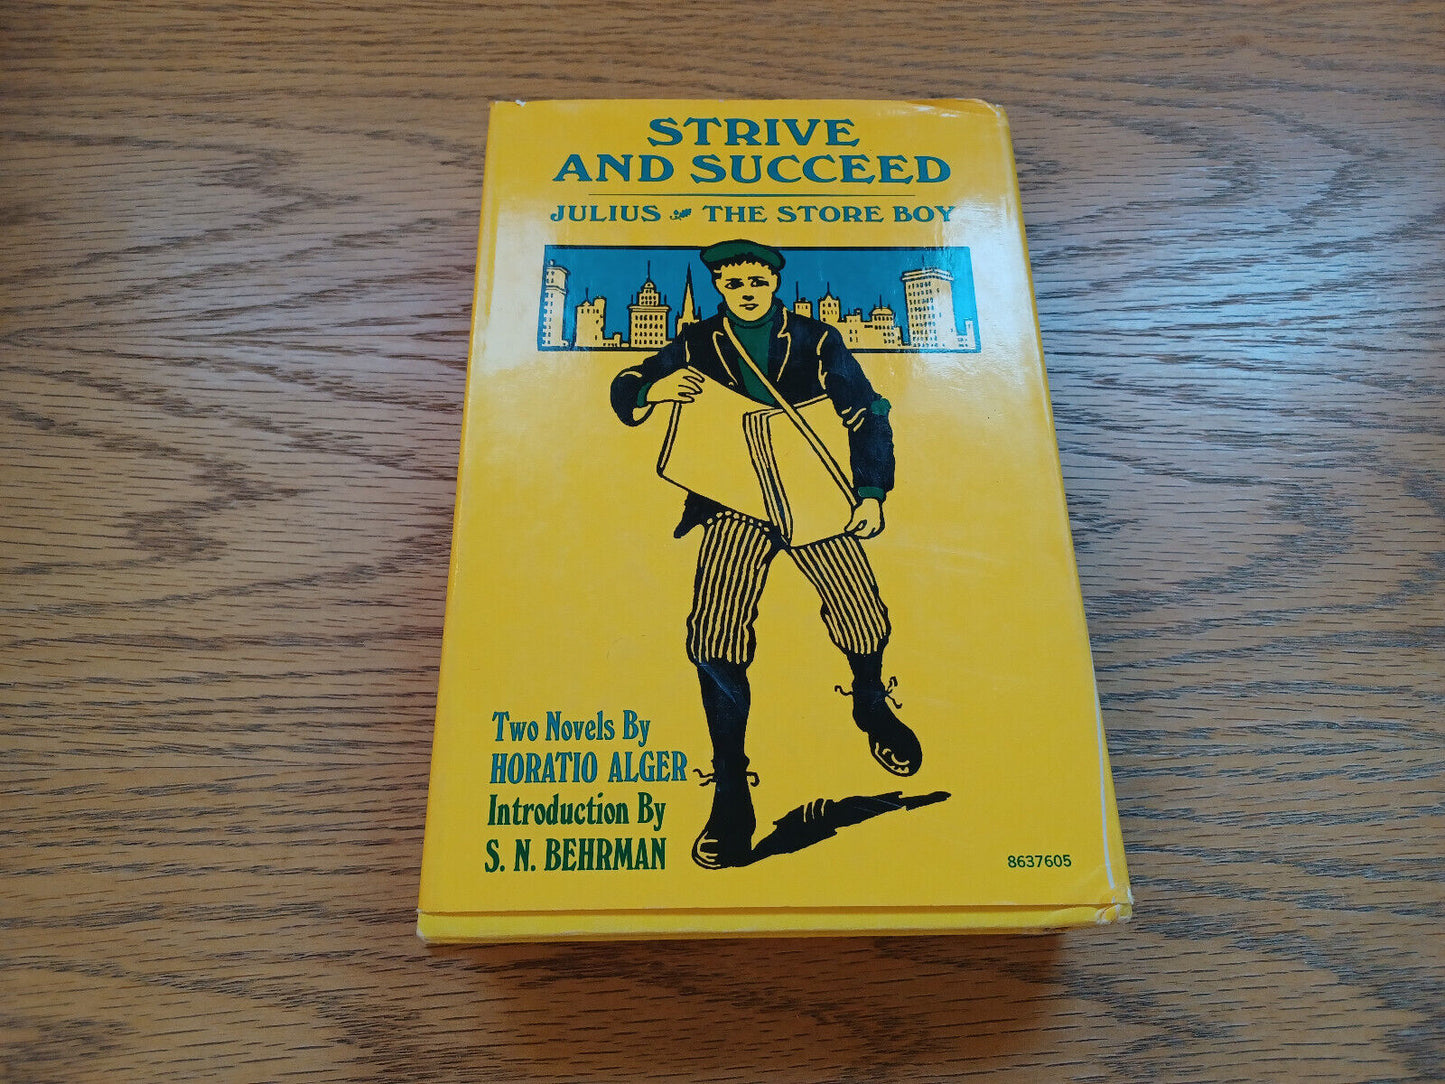 STRIVE
AND SUCCEED
JULIUS THE STORE BOY
Two Novels By
HORATIO ALGER
Introduction By
S. N. BEHRMAN
8637605